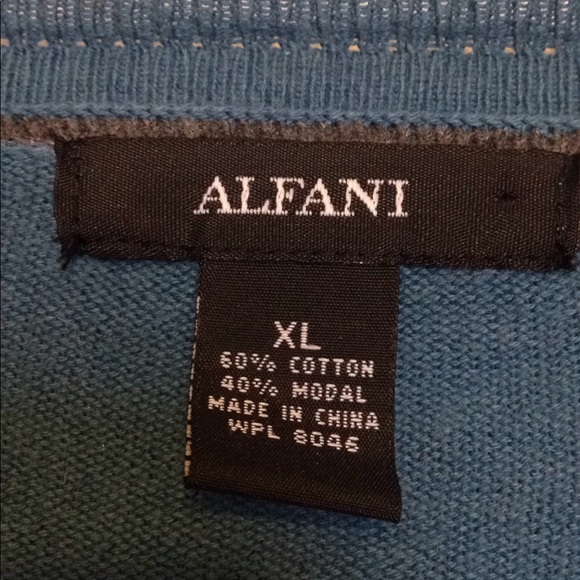 ALFANI
XL
60% COTTON
40% MODAL
MADE IN CHINA
WPL 8046